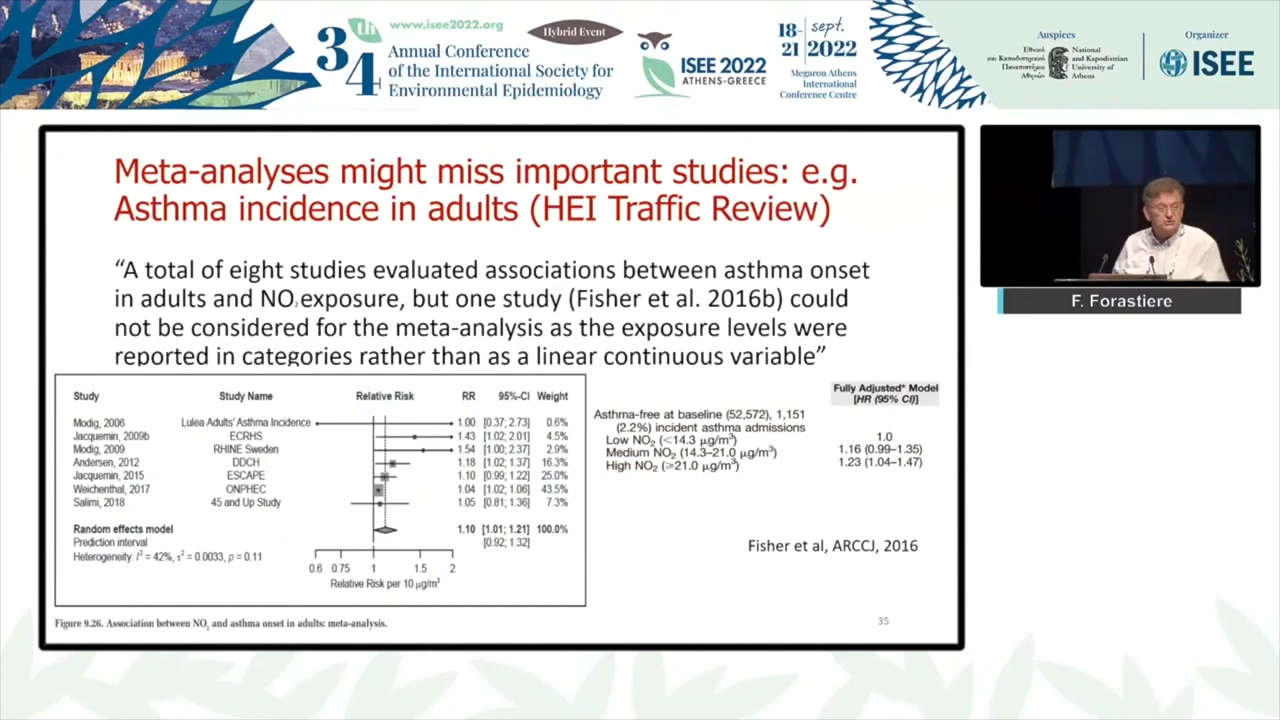 34th
www.isee2022.org
Hybrid Event
Annual Conference
of the International Society for
Environmental Epidemiology
ISEE 2022
ATHENS-GREECE
18-21 sept. 2022
Megaron Athens
International
Conference Centre
Auspices
Εθνικό
και Καποδιστριακό
Πανεπιστήμιο
Αθηνών
National
and Kapodistrian
University of
Athens
Organizer
ISEE
Meta-analyses might miss important studies: e.g.
Asthma incidence in adults (HEI Traffic Review)
“A total of eight studies evaluated associations between asthma onset
in adults and NO₂ exposure, but one study (Fisher et al. 2016b) could
not be considered for the meta-analysis as the exposure levels were
reported in categories rather than as a linear continuous variable”
Study Study Name Relative Risk RR 95%-CI Weight
Modig, 2006 Lulea Adults' Asthma Incidence 1.00 [0.37; 2.73] 0.6%
Jacquemin, 2009b ECRHS 1.43 [1.02; 2.01] 4.5%
Modig, 2009 RHINE Sweden 1.54 [1.00; 2.37] 2.9%
Andersen, 2012 DDCH 1.18 [1.02; 1.37] 16.3%
Jacquemin, 2015 ESCAPE 1.10 [0.99; 1.22] 25.0%
Weichenthal, 2017 ONPHEC 1.04 [1.02; 1.06] 43.5%
Salimi, 2018 45 and Up Study 1.05 [0.81; 1.36] 7.3%
Random effects model 1.10 [1.01; 1.21] 100.0%
Prediction interval [0.92; 1.32]
Heterogeneity: I² = 42%, τ² = 0.0033, p = 0.11
0.6 0.75 1 1.5 2
Relative Risk per 10 μg/m³
Figure 9.26. Association between NO₂ and asthma onset in adults: meta-analysis.
Fully Adjusted* Model
[HR (95% CI)]
Asthma-free at baseline (52,572), 1,151
(2.2%) incident asthma admissions
Low NO₂ (<14.3 μg/m³) 1.0
Medium NO₂ (14.3–21.0 μg/m³) 1.16 (0.99–1.35)
High NO₂ (≥21.0 μg/m³) 1.23 (1.04–1.47)
Fisher et al, ARCCJ, 2016
35
F. Forastiere